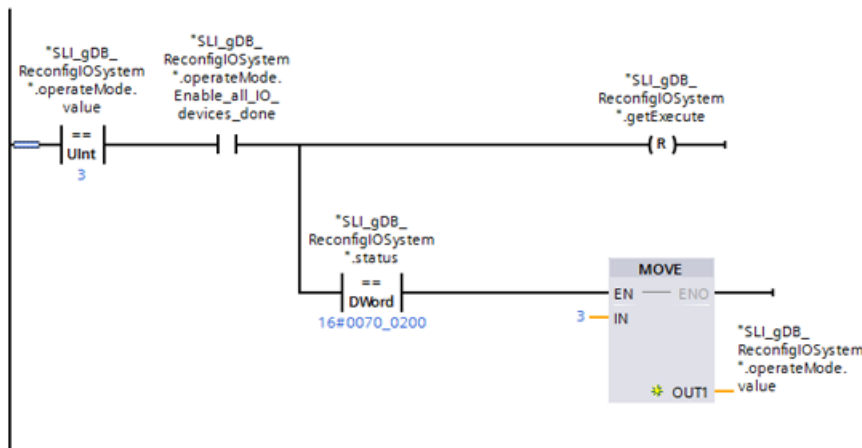 "SLI_gDB_
ReconfigIOSystem
".operateMode.
value
==
UInt
3
"SLI_gDB_
ReconfigIOSystem
".operateMode.
Enable_all_IO_
devices_done
"SLI_gDB_
ReconfigIOSystem
".getExecute
R
"SLI_gDB_
ReconfigIOSystem
".status
==
DWord
16#0070_0200
MOVE
EN
ENO
3
IN
OUT1
"SLI_gDB_
ReconfigIOSystem
".operateMode.
value